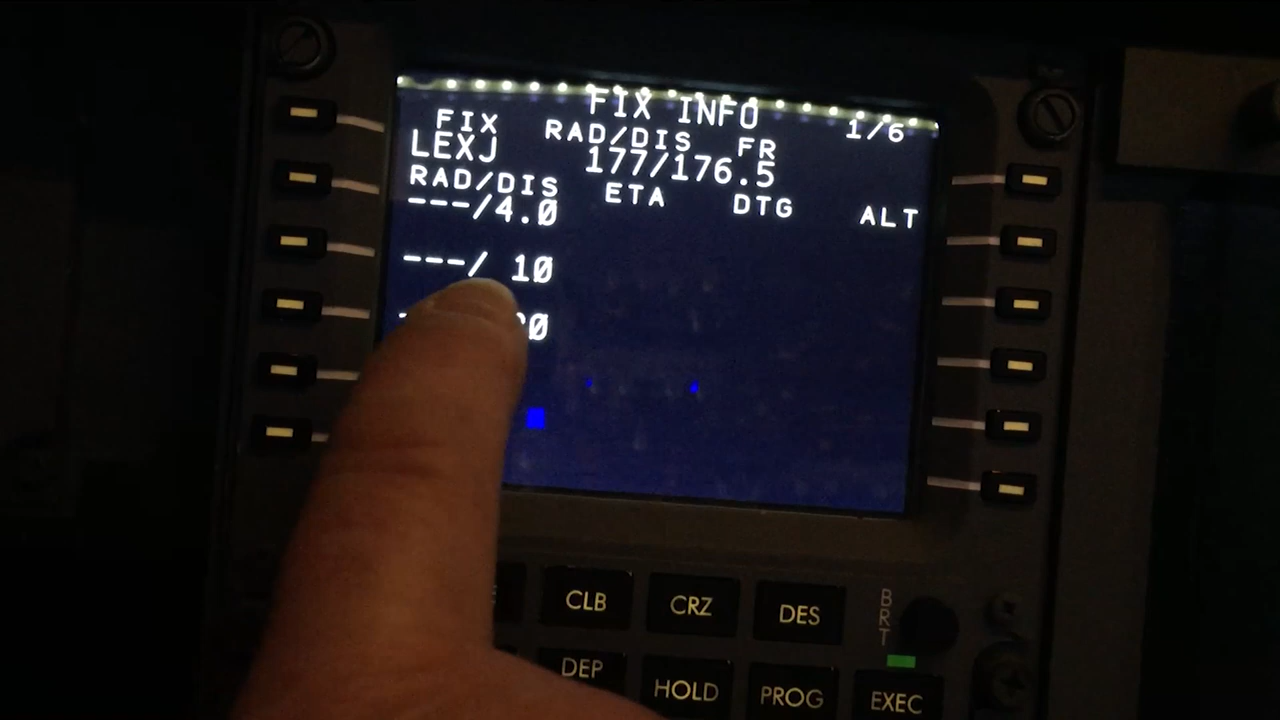 FIX INFO 1/6
FIX RAD/DIS FR
LEXJ 177/176.5
RAD/DIS ETA DTG ALT
---/4.0
---/ 10
0
CLB CRZ DES
BRT
DEP HOLD PROG EXEC